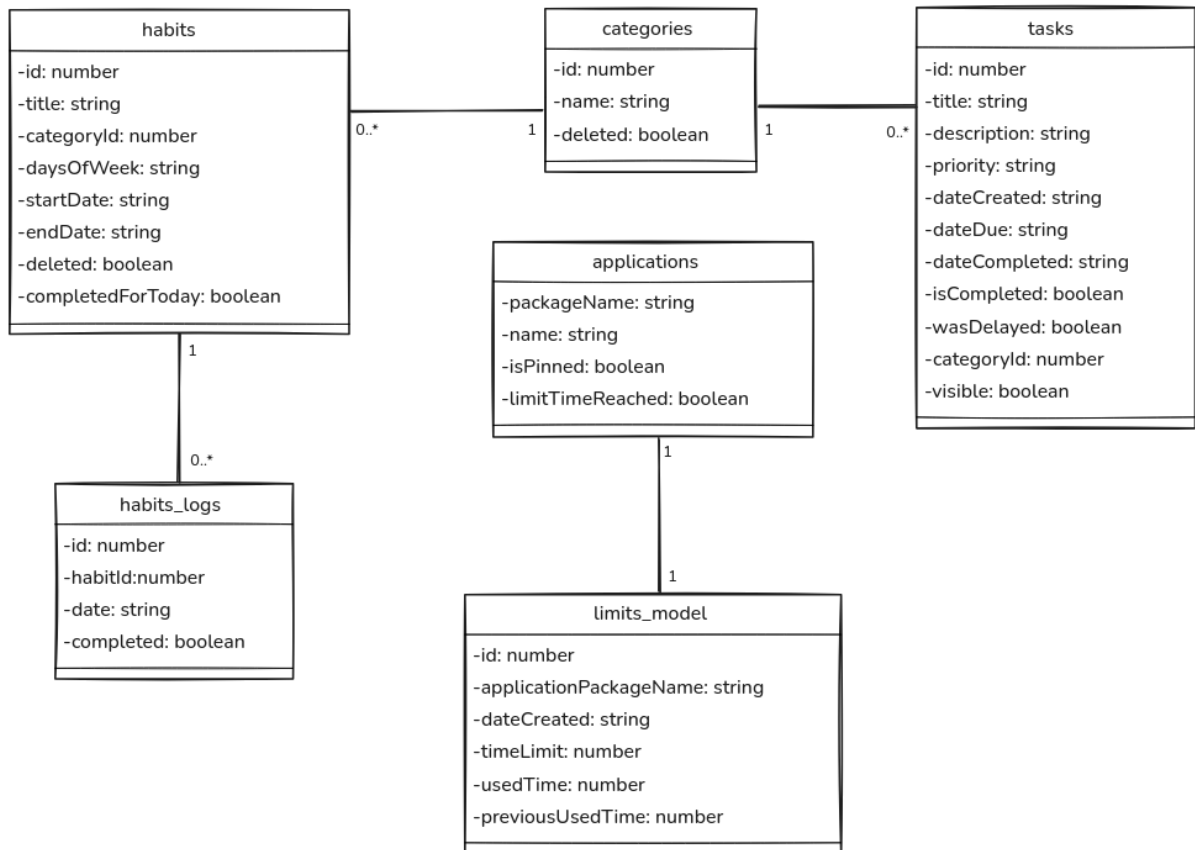 habits
-id: number
-title: string
-categoryId: number
-daysOfWeek: string
-startDate: string
-endDate: string
-deleted: boolean
-completedForToday: boolean
0..*
1
categories
-id: number
-name: string
-deleted: boolean
1
0..*
tasks
-id: number
-title: string
-description: string
-priority: string
-dateCreated: string
-dateDue: string
-dateCompleted: string
-isCompleted: boolean
-wasDelayed: boolean
-categoryId: number
-visible: boolean
applications
-packageName: string
-name: string
-isPinned: boolean
-limitTimeReached: boolean
1
0..*
habits_logs
-id: number
-habitId:number
-date: string
-completed: boolean
1
1
limits_model
-id: number
-applicationPackageName: string
-dateCreated: string
-timeLimit: number
-usedTime: number
-previousUsedTime: number